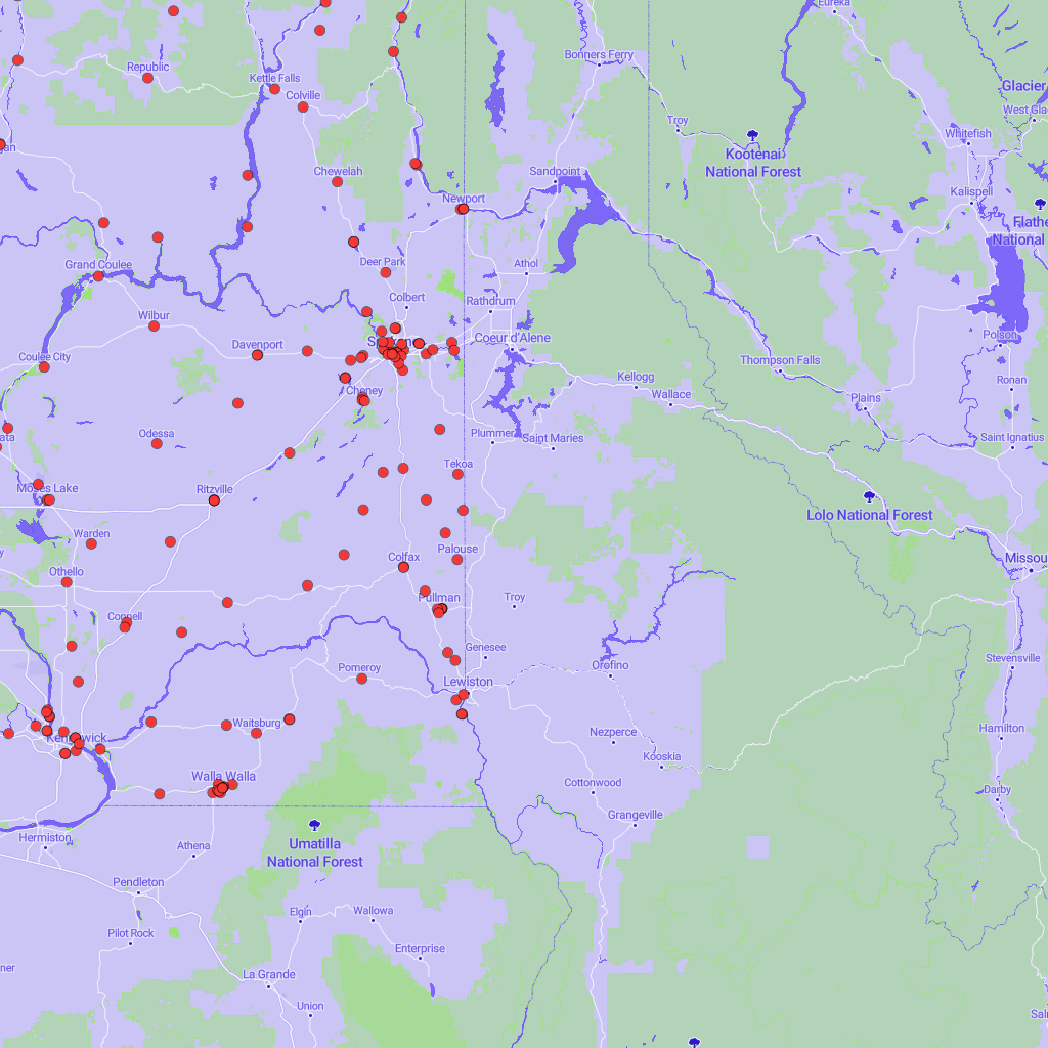 Eureka
Bonners Ferry
Republic
Kettle Falls
Colville
Glacier
West Gla
Troy
Whitefish
Kootenai
National Forest
an
Chewelah
Sandpoint
Kalispell
Newport
Flathe
National
Grand Coulee
Deer Park
Athol
Colbert
Rathdrum
Wilbur
Davenport
Coeur d'Alene
Polson
Coulee City
Thompson Falls
Kellogg
Ronan
Cheney
Wallace
Plains
ata
Odessa
Plummer
Saint Maries
Saint Ignatius
Tekoa
Moses Lake
Ritzville
Lolo National Forest
Warden
y
Palouse
Colfax
Missou
Othello
Pullman
Troy
Connell
Genesee
Stevensville
Pomeroy
Orofino
Lewiston
Waitsburg
Hamilton
Nezperce
Kooskia
Walla Walla
Cottonwood
Darby
Grangeville
Hermiston
Umatilla
National Forest
Athena
Pendleton
Elgin
Wallowa
Pilot Rock
Enterprise
ner
La Grande
Union
Sal